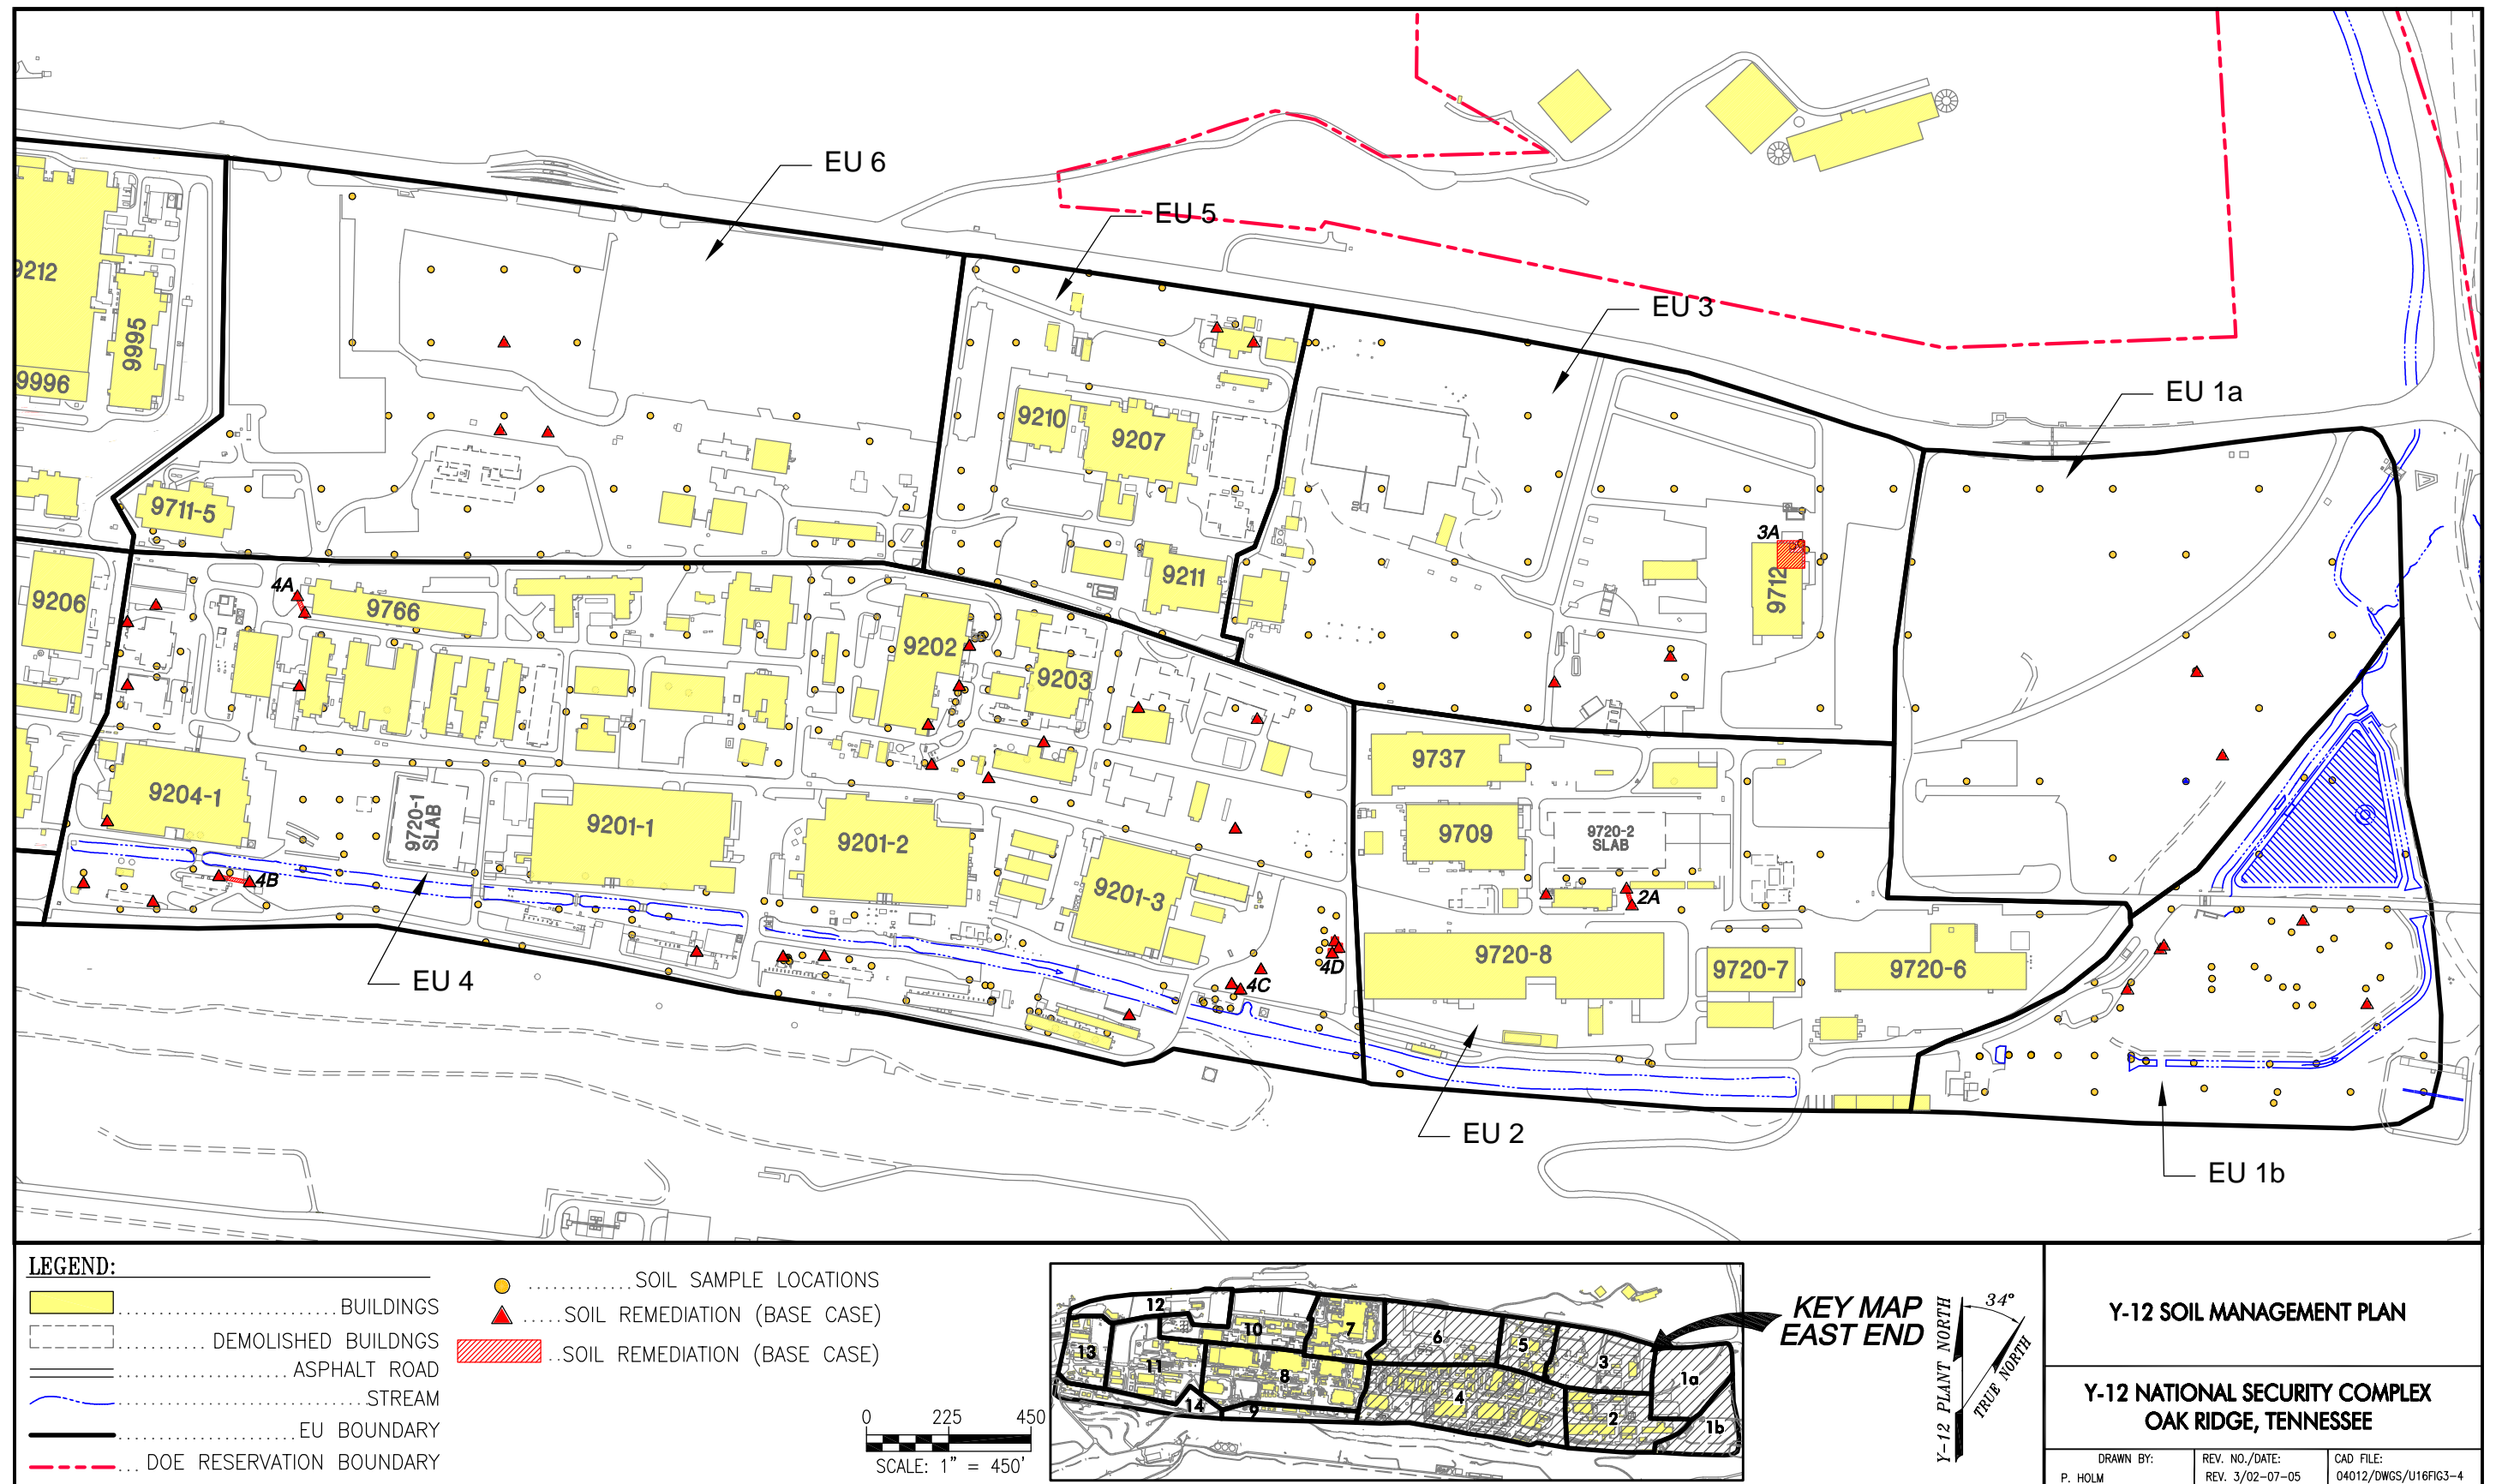 EU 6
EU 5
EU 3
EU 1a
9212
9995
9996
9210
9207
9711-5
3A
9712
9206
4A
9766
9211
9202
9203
9204-1
9720-1
SLAB
9201-1
9201-2
9201-3
9737
9709
9720-2
SLAB
4B
2A
4D
4C
9720-8
9720-7
9720-6
EU 4
EU 2
EU 1b
LEGEND:
BUILDINGS
DEMOLISHED BUILDNGS
ASPHALT ROAD
STREAM
EU BOUNDARY
DOE RESERVATION BOUNDARY
SOIL SAMPLE LOCATIONS
SOIL REMEDIATION (BASE CASE)
SOIL REMEDIATION (BASE CASE)
0 225 450
SCALE: 1" = 450'
12
10
7
6
5
3
13
11
8
4
1a
14
9
2
1b
KEY MAP
EAST END
Y-12 PLANT NORTH
34°
TRUE NORTH
Y-12 SOIL MANAGEMENT PLAN
Y-12 NATIONAL SECURITY COMPLEX
OAK RIDGE, TENNESSEE
DRAWN BY:
P. HOLM
REV. NO./DATE:
REV. 3/02-07-05
CAD FILE:
04012/DWGS/U16FIG3-4